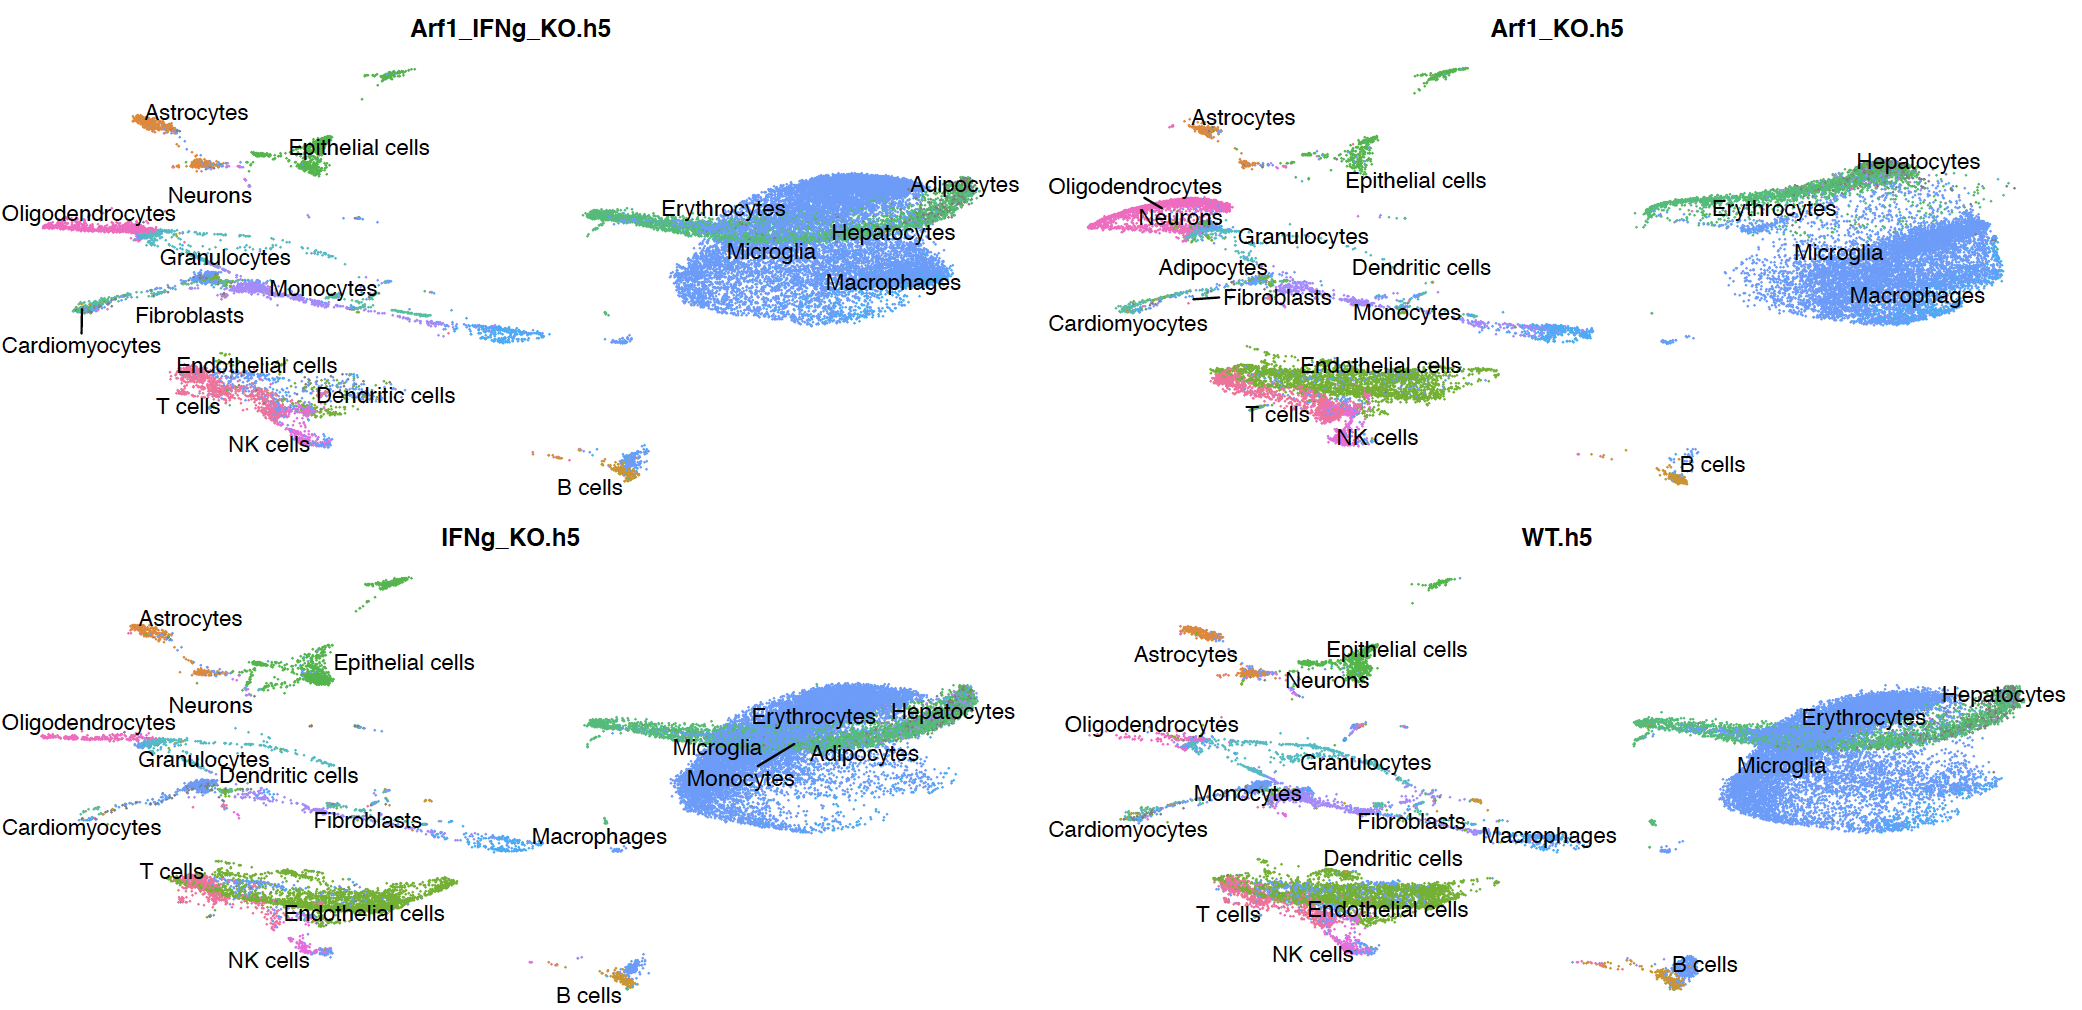 Arf1_IFNg_KO.h5
Astrocytes
Epithelial cells
Neurons
Oligodendrocytes
Granulocytes
Monocytes
Fibroblasts
Cardiomyocytes
Endothelial cells
Dendritic cells
T cells
NK cells
B cells
Adipocytes
Erythrocytes
Hepatocytes
Microglia
Macrophages
Arf1_KO.h5
Astrocytes
Epithelial cells
Oligodendrocytes
Neurons
Granulocytes
Adipocytes
Dendritic cells
Fibroblasts
Monocytes
Cardiomyocytes
Endothelial cells
T cells
NK cells
B cells
Hepatocytes
Erythrocytes
Microglia
Macrophages
IFNg_KO.h5
Astrocytes
Epithelial cells
Neurons
Oligodendrocytes
Granulocytes
Dendritic cells
Fibroblasts
Cardiomyocytes
Macrophages
T cells
Endothelial cells
NK cells
B cells
Erythrocytes
Hepatocytes
Microglia
Adipocytes
Monocytes
WT.h5
Astrocytes
Epithelial cells
Neurons
Oligodendrocytes
Granulocytes
Monocytes
Fibroblasts
Cardiomyocytes
Macrophages
Dendritic cells
T cells
Endothelial cells
NK cells
B cells
Hepatocytes
Erythrocytes
Microglia